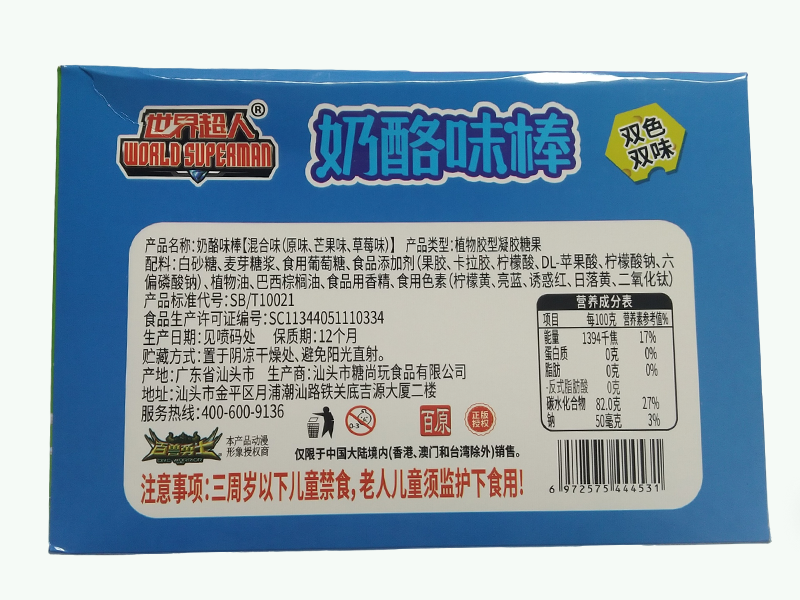 世界超人®
WORLD SUPERMAN
奶酪味棒
双色
双味
产品名称:奶酪味棒【混合味(原味、芒果味、草莓味)】 产品类型:植物胶型凝胶糖果
配料:白砂糖、麦芽糖浆、食用葡萄糖、食品添加剂(果胶、卡拉胶、柠檬酸、DL-苹果酸、柠檬酸钠、六
偏磷酸钠)、植物油、巴西棕榈油、食品用香精、食用色素(柠檬黄、亮蓝、诱惑红、日落黄、二氧化钛)
产品标准代号:SB/T10021
食品生产许可证编号:SC11344051110334
生产日期:见喷码处 保质期:12个月
贮藏方式:置于阴凉干燥处、避免阳光直射。
产地:广东省汕头市 生产商:汕头市糖尚玩食品有限公司
地址:汕头市金平区月浦潮汕路铁关底吉源大厦二楼
服务热线:400-600-9136
营养成分表
项目 每100克 营养素参考值%
能量 1394千焦 17%
蛋白质 0克 0%
脂肪 0克 0%
-反式脂肪酸 0克
碳水化合物 82.0克 27%
钠 50毫克 3%
0-3
百原
正版
授权
百兽勇士
本产品动漫
形象授权商
仅限于中国大陆境内(香港、澳门和台湾除外)销售。
注意事项:三周岁以下儿童禁食,老人儿童须监护下食用!
6 972575 444531